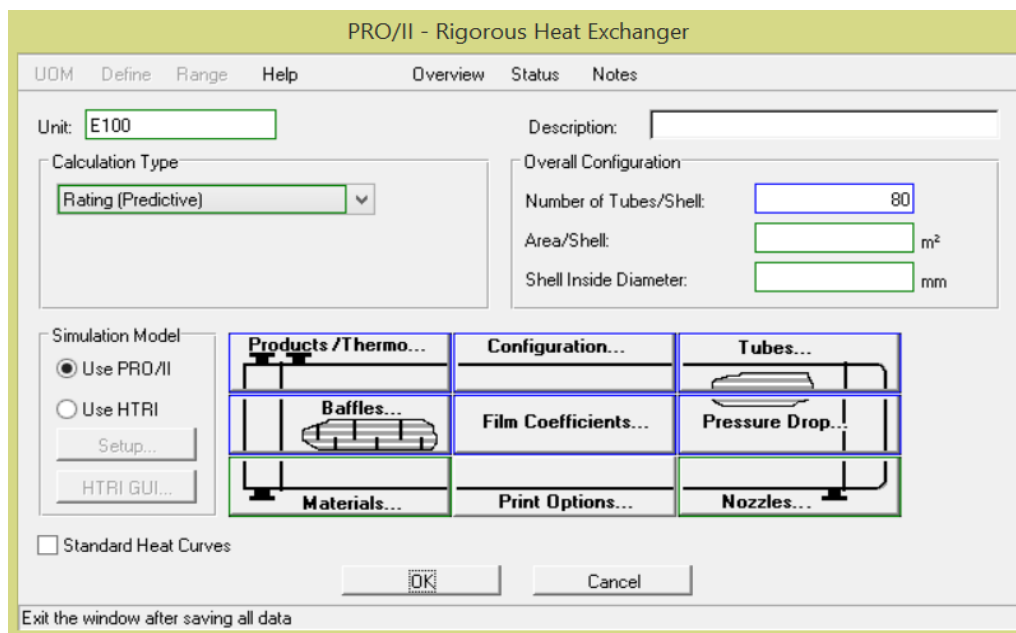 PRO/II - Rigorous Heat Exchanger
UOM Define Range Help Overview Status Notes
Unit: E100 Description:
Calculation Type
Rating (Predictive)
Overall Configuration
Number of Tubes/Shell: 80
Area/Shell: m²
Shell Inside Diameter: mm
Simulation Model
Use PRO/II
Use HTRI
Setup...
HTRI GUI...
Products /Thermo... Configuration... Tubes...
Baffles... Film Coefficients... Pressure Drop...
Materials... Print Options... Nozzles...
Standard Heat Curves
OK Cancel
Exit the window after saving all data